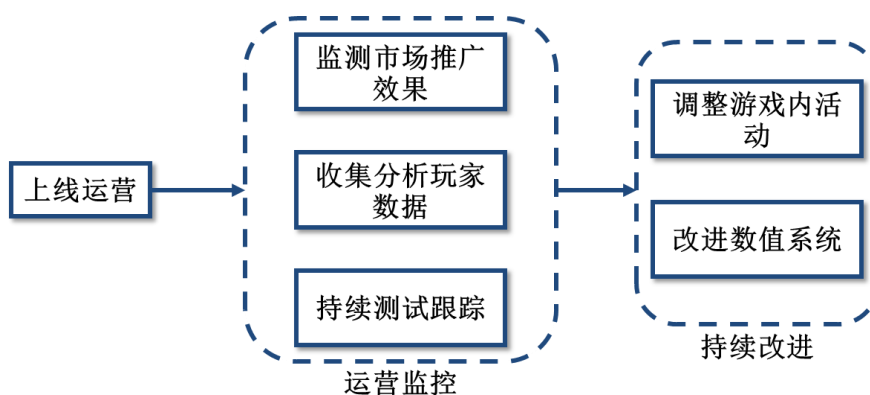 上线运营
监测市场推广
效果
收集分析玩家
数据
持续测试跟踪
运营监控
调整游戏内活
动
改进数值系统
持续改进